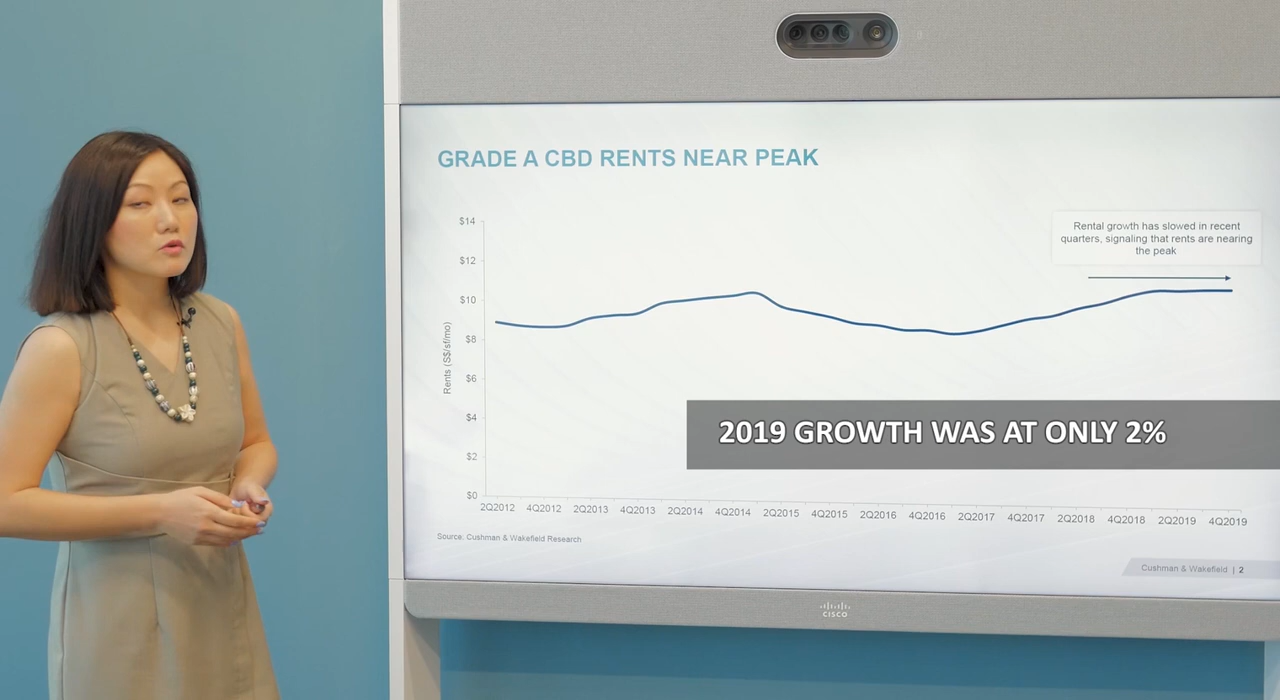 GRADE A CBD RENTS NEAR PEAK
$14
$12
$10
$8
$6
$4
$2
$0
Rents (S$/sf/mo)
Rental growth has slowed in recent
quarters, signaling that rents are nearing
the peak
2019 GROWTH WAS AT ONLY 2%
2Q2012 4Q2012 2Q2013 4Q2013 2Q2014 4Q2014 2Q2015 4Q2015 2Q2016 4Q2016 2Q2017 4Q2017 2Q2018 4Q2018 2Q2019 4Q2019
Source: Cushman & Wakefield Research
Cushman & Wakefield | 2
CISCO